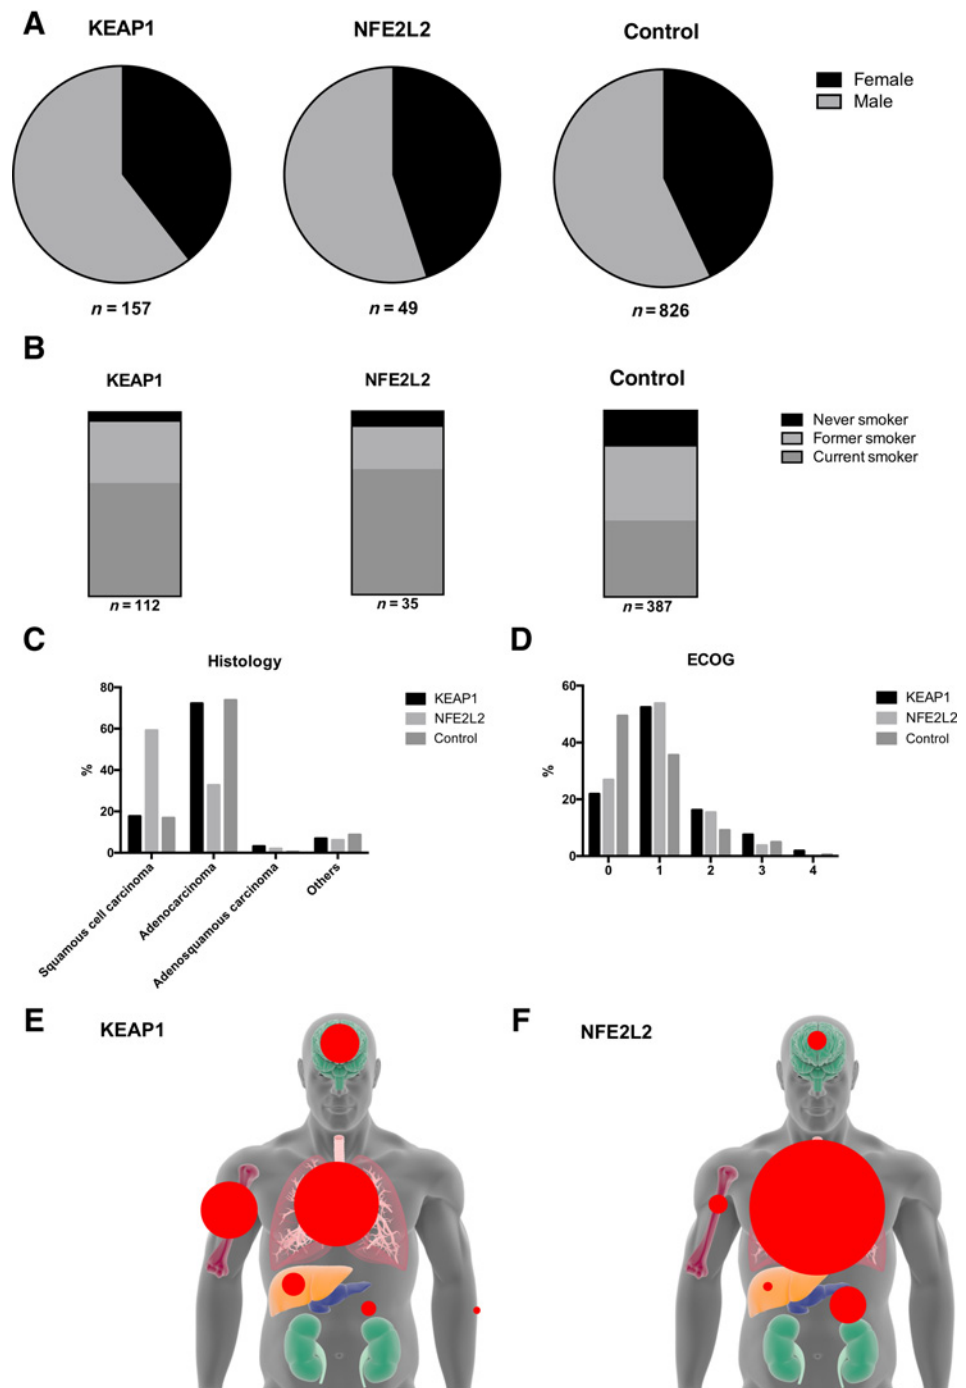 A
KEAP1
NFE2L2
Control
Female
Male
n = 157
n = 49
n = 826
B
KEAP1
NFE2L2
Control
Never smoker
Former smoker
Current smoker
n = 112
n = 35
n = 387
C
Histology
80
60
40
20
0
%
KEAP1
NFE2L2
Control
Squamous cell carcinoma
Adenocarcinoma
Adenosquamous carcinoma
Others
D
ECOG
60
40
20
0
%
KEAP1
NFE2L2
Control
0 1 2 3 4
E KEAP1
F NFE2L2